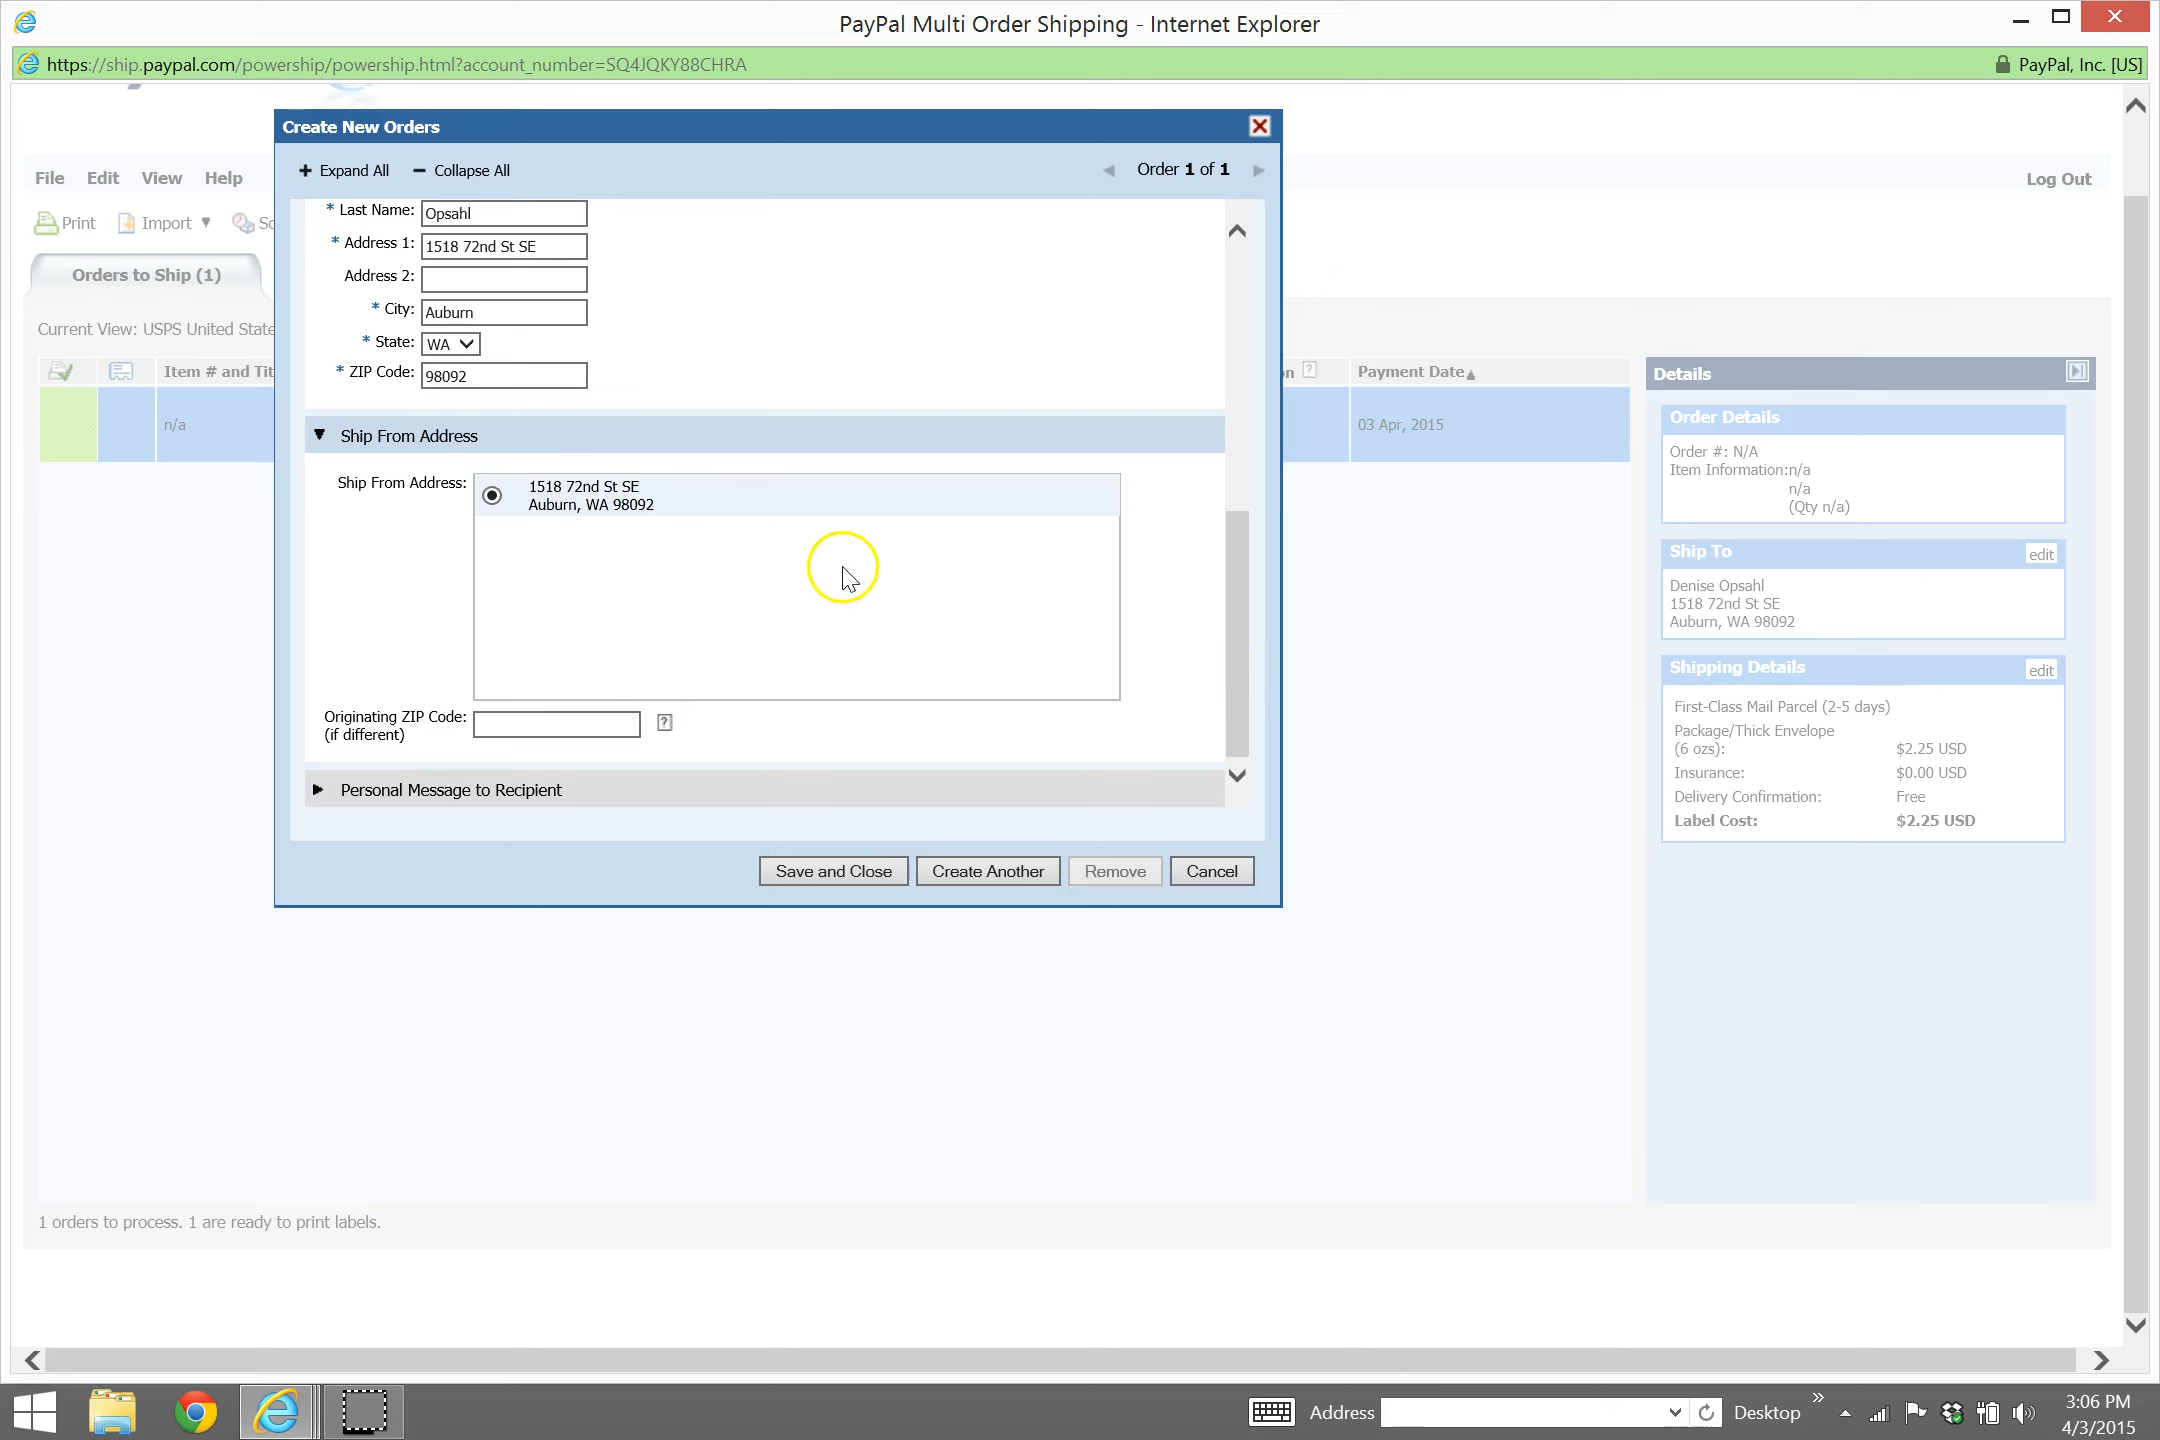 PayPal Multi Order Shipping - Internet Explorer
https://ship.paypal.com/powership/powership.html?account_number=SQ4JQKY88CHRA
PayPal, Inc. [US]
Create New Orders
Expand All
Collapse All
Order 1 of 1
File
Edit
View
Help
Log Out
Print
Import
Sc
Orders to Ship (1)
* Last Name: Opsahl
* Address 1: 1518 72nd St SE
Address 2:
* City: Auburn
* State: WA
* ZIP Code: 98092
Current View: USPS United State
Item # and Tit
n ?
Payment Date
n/a
03 Apr, 2015
Ship From Address
Ship From Address:
1518 72nd St SE
Auburn, WA 98092
Originating ZIP Code:
(if different)
?
Personal Message to Recipient
Save and Close
Create Another
Remove
Cancel
Details
Order Details
Order #: N/A
Item Information:n/a
n/a
(Qty n/a)
Ship To
edit
Denise Opsahl
1518 72nd St SE
Auburn, WA 98092
Shipping Details
edit
First-Class Mail Parcel (2-5 days)
Package/Thick Envelope
(6 ozs): $2.25 USD
Insurance: $0.00 USD
Delivery Confirmation: Free
Label Cost: $2.25 USD
1 orders to process. 1 are ready to print labels.
Address
Desktop
3:06 PM
4/3/2015